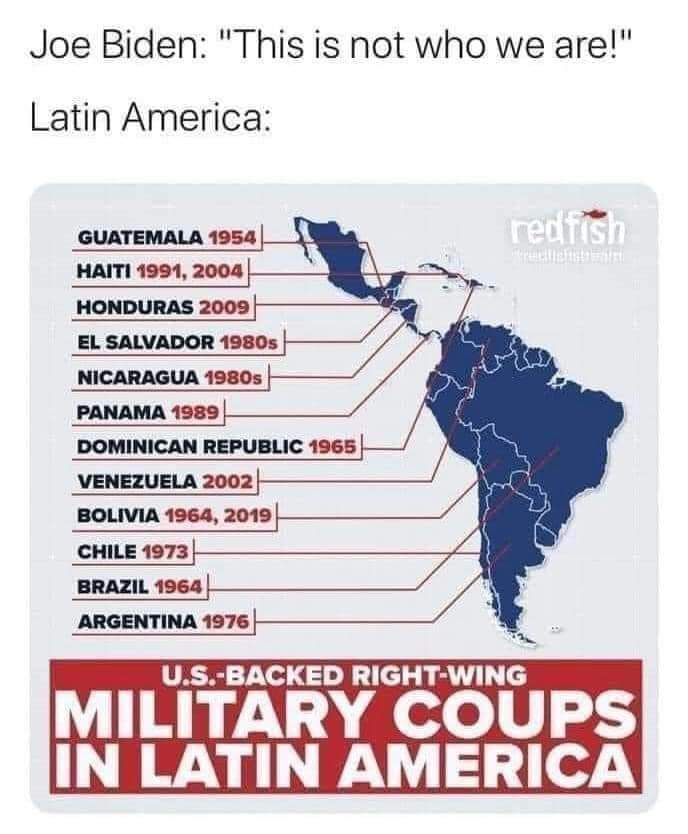 Joe Biden: "This is not who we are!"
Latin America:
redfish
GUATEMALA 1954
HAITI 1991, 2004
HONDURAS 2009
EL SALVADOR 1980s
NICARAGUA 1980s
PANAMA 1989
DOMINICAN REPUBLIC 1965
VENEZUELA 2002
BOLIVIA 1964, 2019
CHILE 1973
BRAZIL 1964
ARGENTINA 1976
U.S.-BACKED RIGHT-WING
MILITARY COUPS
IN LATIN AMERICA